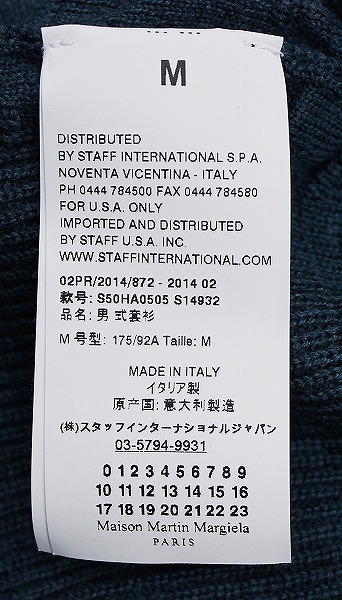 M
DISTRIBUTED
BY STAFF INTERNATIONAL S.P.A.
NOVENTA VICENTINA - ITALY
PH 0444 784500 FAX 0444 784580
FOR U.S.A. ONLY
IMPORTED AND DISTRIBUTED
BY STAFF U.S.A. INC.
WWW.STAFFINTERNATIONAL.COM
02PR/2014/872 - 2014 02
款号: S50HA0505 S14932
品名: 男 式套衫
M 号型: 175/92A Taille: M
MADE IN ITALY
イタリア製
原产国: 意大利製造
(株)スタッフインターナショナルジャパン
03-5794-9931
0 1 2 3 4 5 6 7 8 9
10 11 12 13 14 15 16
17 18 19 20 21 22 23
Maison Martin Margiela
PARIS